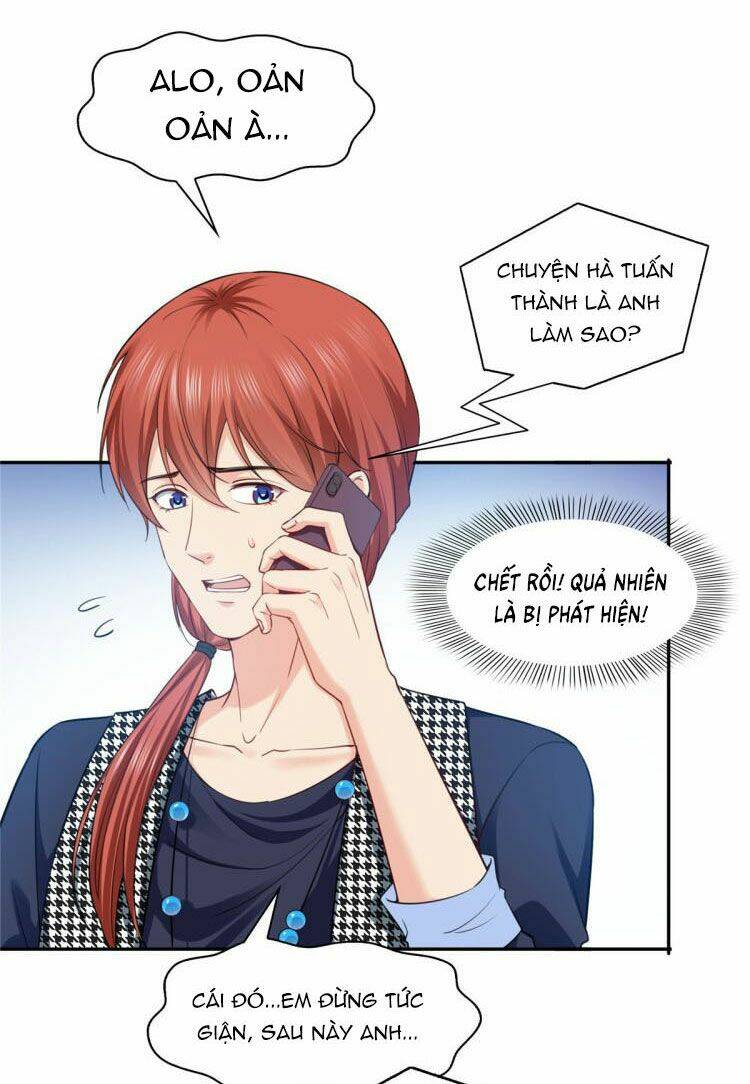 ALO, OẢN
OẢN À...
CHUYỆN HÀ TUẤN
THÀNH LÀ ANH
LÀM SAO?
CHẾT RỒI! QUẢ NHIÊN
LÀ BỊ PHÁT HIỆN!
CÁI ĐÓ...EM ĐỪNG TỨC
GIẬN, SAU NÀY ANH...